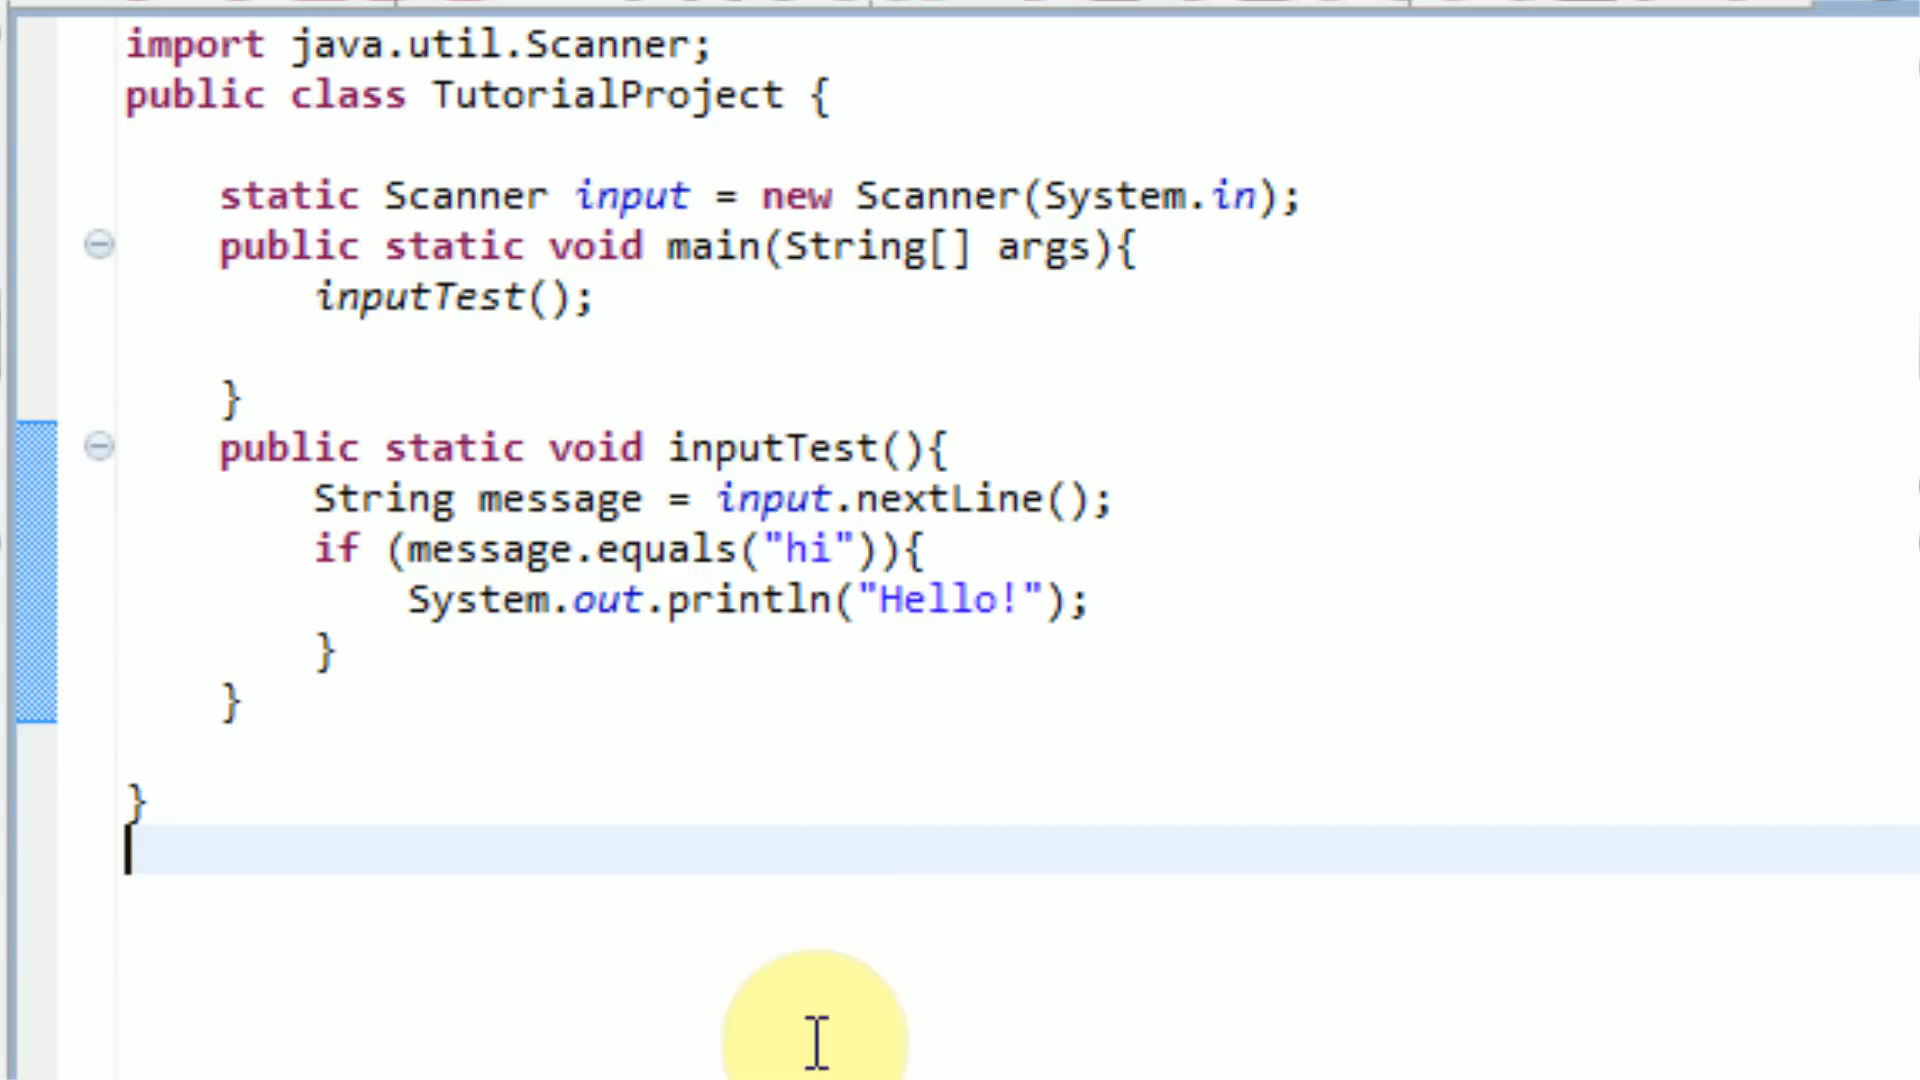 import java.util.Scanner;
public class TutorialProject {
static Scanner input = new Scanner(System.in);
public static void main(String[] args){
inputTest();
}
public static void inputTest(){
String message = input.nextLine();
if (message.equals("hi")){
System.out.println("Hello!");
}
}
}